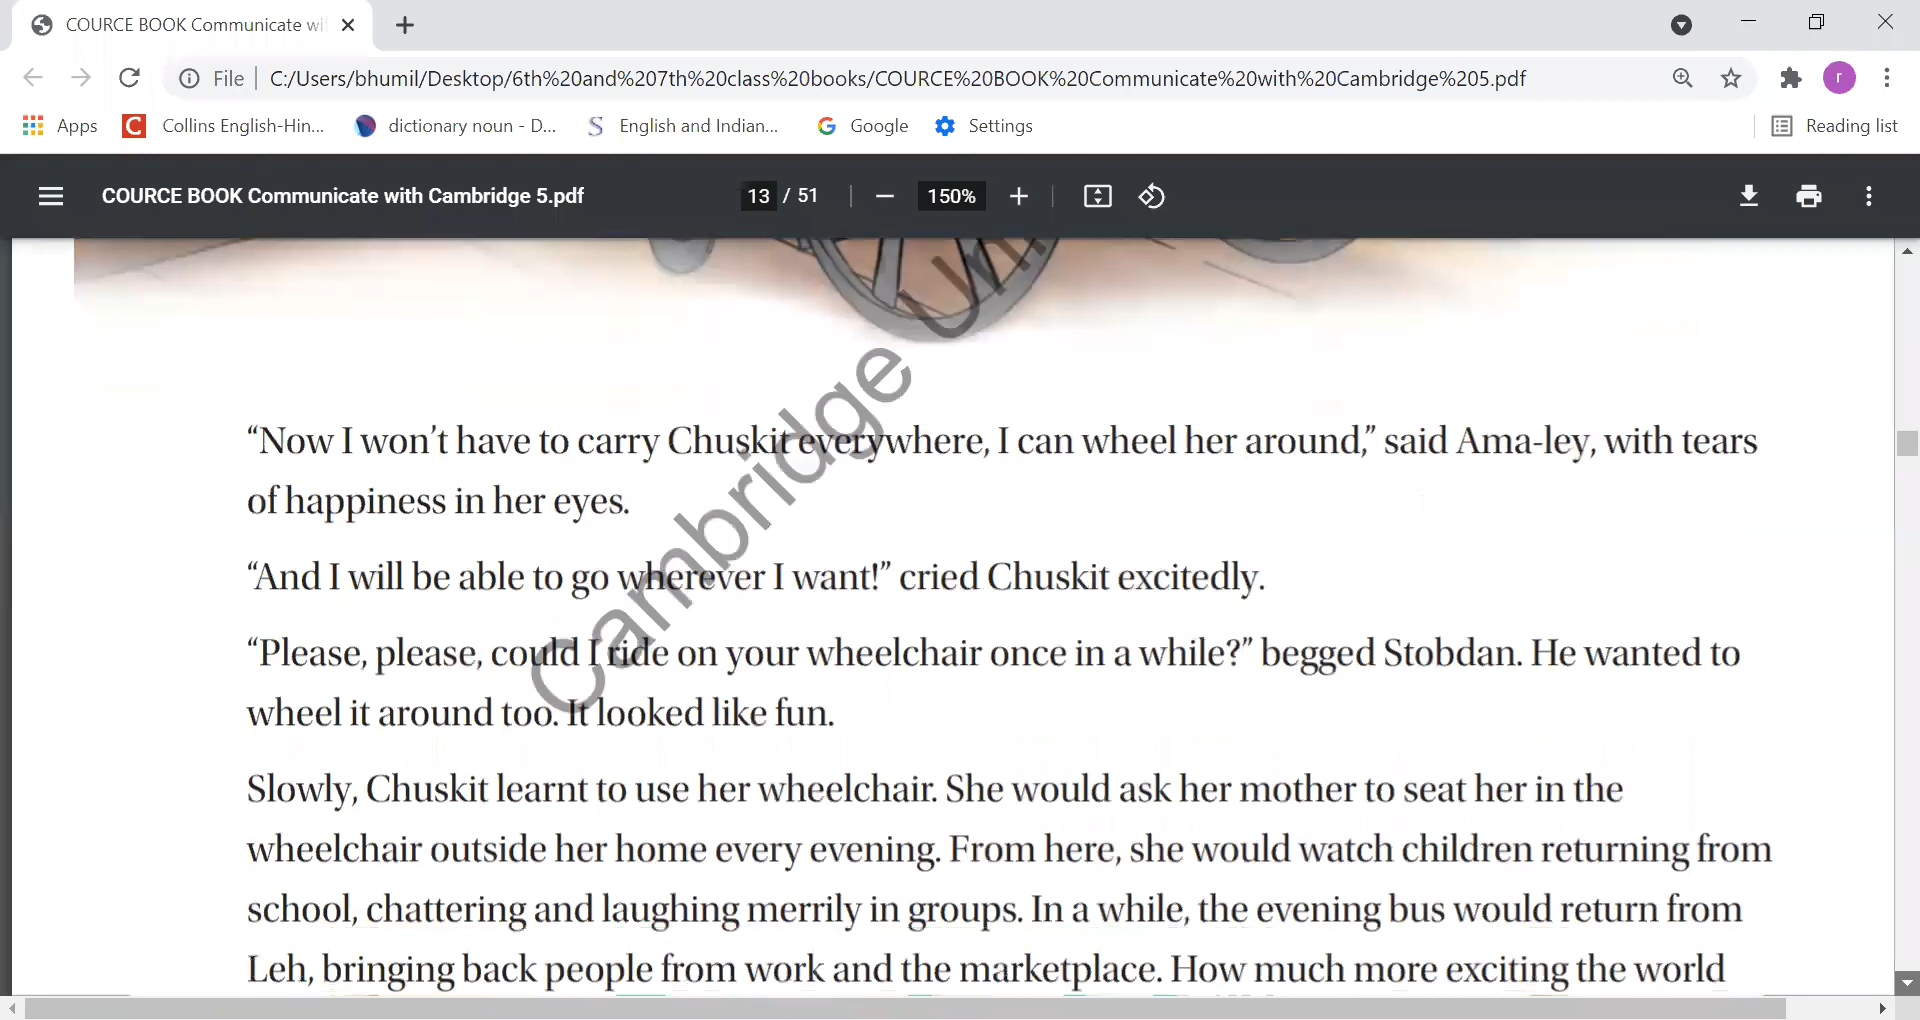 COURCE BOOK Communicate wi
File
C:/Users/bhumil/Desktop/6th%20and%207th%20class%20books/COURCE%20BOOK%20Communicate%20with%20Cambridge%205.pdf
r
Apps
Collins English-Hin...
dictionary noun - D...
English and Indian...
Google
Settings
Reading list
COURCE BOOK Communicate with Cambridge 5.pdf
13 / 51
150%
Cambridge Un
“Now I won’t have to carry Chuskit everywhere, I can wheel her around,” said Ama-ley, with tears
of happiness in her eyes.
“And I will be able to go wherever I want!” cried Chuskit excitedly.
“Please, please, could I ride on your wheelchair once in a while?” begged Stobdan. He wanted to
wheel it around too. It looked like fun.
Slowly, Chuskit learnt to use her wheelchair. She would ask her mother to seat her in the
wheelchair outside her home every evening. From here, she would watch children returning from
school, chattering and laughing merrily in groups. In a while, the evening bus would return from
Leh, bringing back people from work and the marketplace. How much more exciting the world